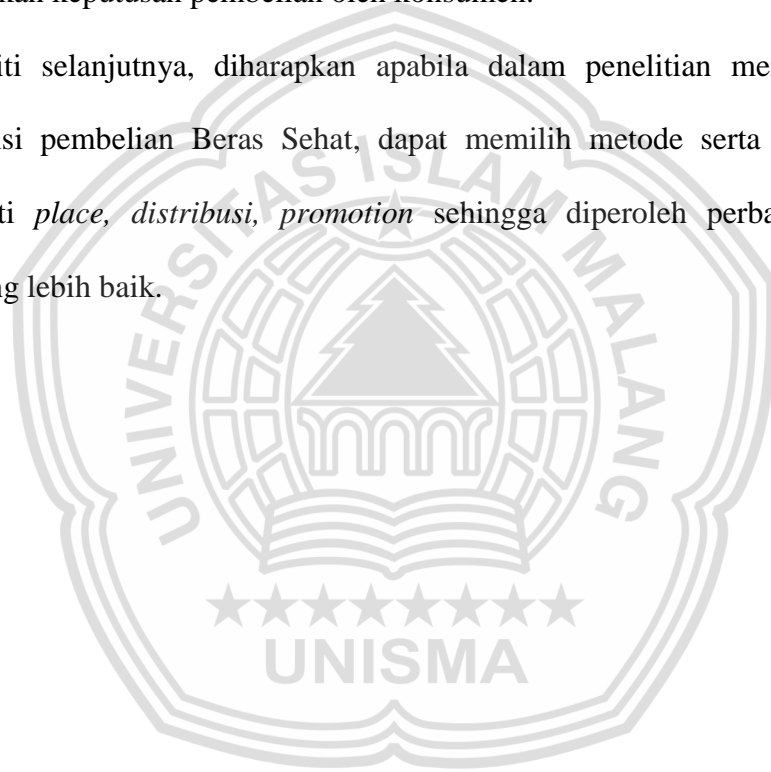 kan keputusan pembelian oleh konsumen.
iti selanjutnya, diharapkan apabila dalam penelitian me
si pembelian Beras Sehat, dapat memilih metode serta
ti place, distribusi, promotion sehingga diperoleh perba
ng lebih baik.
UNIVERSITAS ISLAM MALANG
UNISMA